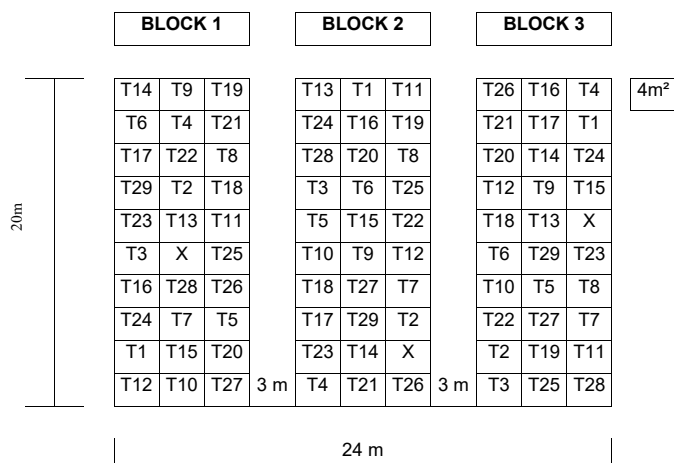 BLOCK 1 BLOCK 2 BLOCK 3
T14 T9 T19 T13 T1 T11 T26 T16 T4 4m²
T6 T4 T21 T24 T16 T19 T21 T17 T1
T17 T22 T8 T28 T20 T8 T20 T14 T24
T29 T2 T18 T3 T6 T25 T12 T9 T15
20m
T23 T13 T11 T5 T15 T22 T18 T13 X
T3 X T25 T10 T9 T12 T6 T29 T23
T16 T28 T26 T18 T27 T7 T10 T5 T8
T24 T7 T5 T17 T29 T2 T22 T27 T7
T1 T15 T20 T23 T14 X T2 T19 T11
T12 T10 T27 3 m T4 T21 T26 3 m T3 T25 T28
24 m